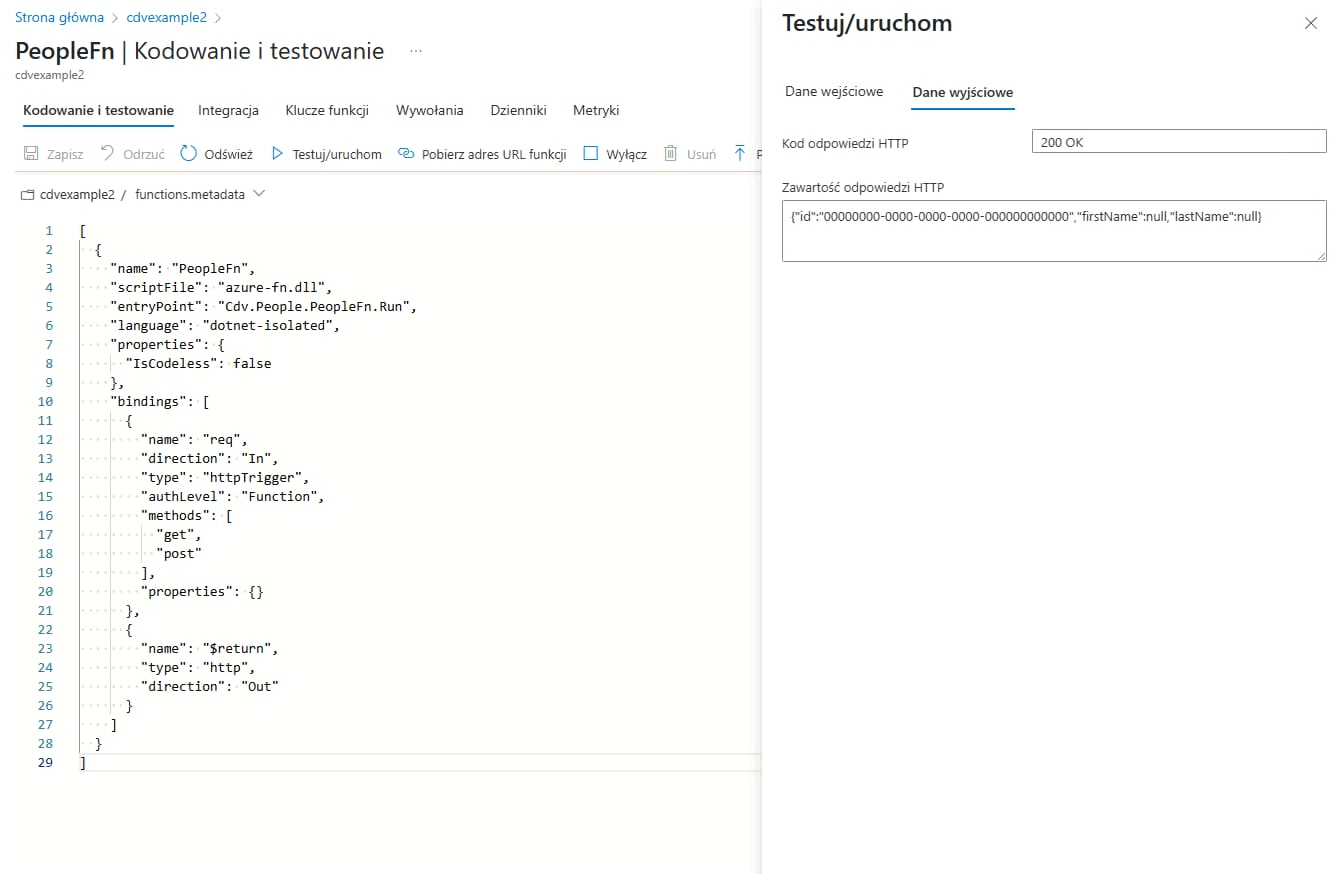 Strona główna > cdvexample2 >
PeopleFn | Kodowanie i testowanie ...
cdvexample2
Kodowanie i testowanie Integracja Klucze funkcji Wywołania Dzienniki Metryki
Zapisz Odrzuć Odśwież Testuj/uruchom Pobierz adres URL funkcji Wyłącz Usuń P
cdvexample2 / functions.metadata
1 [
2 {
3 "name": "PeopleFn",
4 "scriptFile": "azure-fn.dll",
5 "entryPoint": "Cdv.People.PeopleFn.Run",
6 "language": "dotnet-isolated",
7 "properties": {
8 "IsCodeless": false
9 },
10 "bindings": [
11 {
12 "name": "req",
13 "direction": "In",
14 "type": "httpTrigger",
15 "authLevel": "Function",
16 "methods": [
17 "get",
18 "post"
19 ],
20 "properties": {}
21 },
22 {
23 "name": "$return",
24 "type": "http",
25 "direction": "Out"
26 }
27 ]
28 }
29 ]
Testuj/uruchom
Dane wejściowe Dane wyjściowe
Kod odpowiedzi HTTP 200 OK
Zawartość odpowiedzi HTTP
{"id":"00000000-0000-0000-0000-000000000000","firstName":null,"lastName":null}